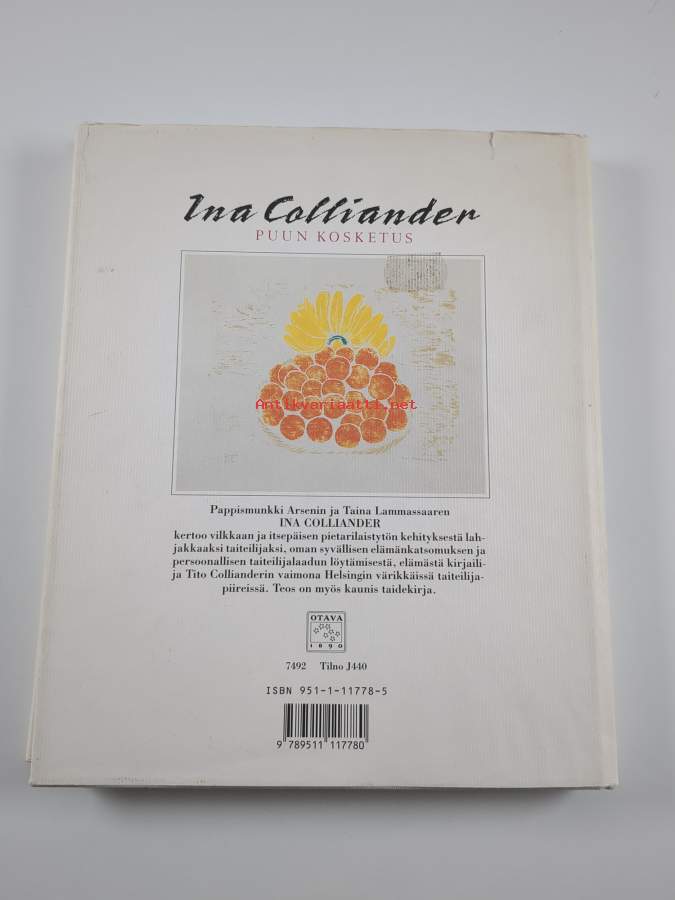 Ina Colliander
PUUN KOSKETUS
Antikvariaatti.net
Pappismunkki Arsenin ja Taina Lammassaaren
INA COLLIANDER
kertoo vilkkaan ja itsepäisen pietarilaistytön kehityksestä lah-
jakkaaksi taiteilijaksi, oman syvällisen elämänkatsomuksen ja
persoonallisen taiteilijalaadun löytämisestä, elämästä kirjaili-
ja Tito Collianderin vaimona Helsingin värikkäissä taiteilija-
piireissä. Teos on myös kaunis taidekirja.
OTAVA
1890
7492 Tilno J440
ISBN 951-1-11778-5
9 789511 117780